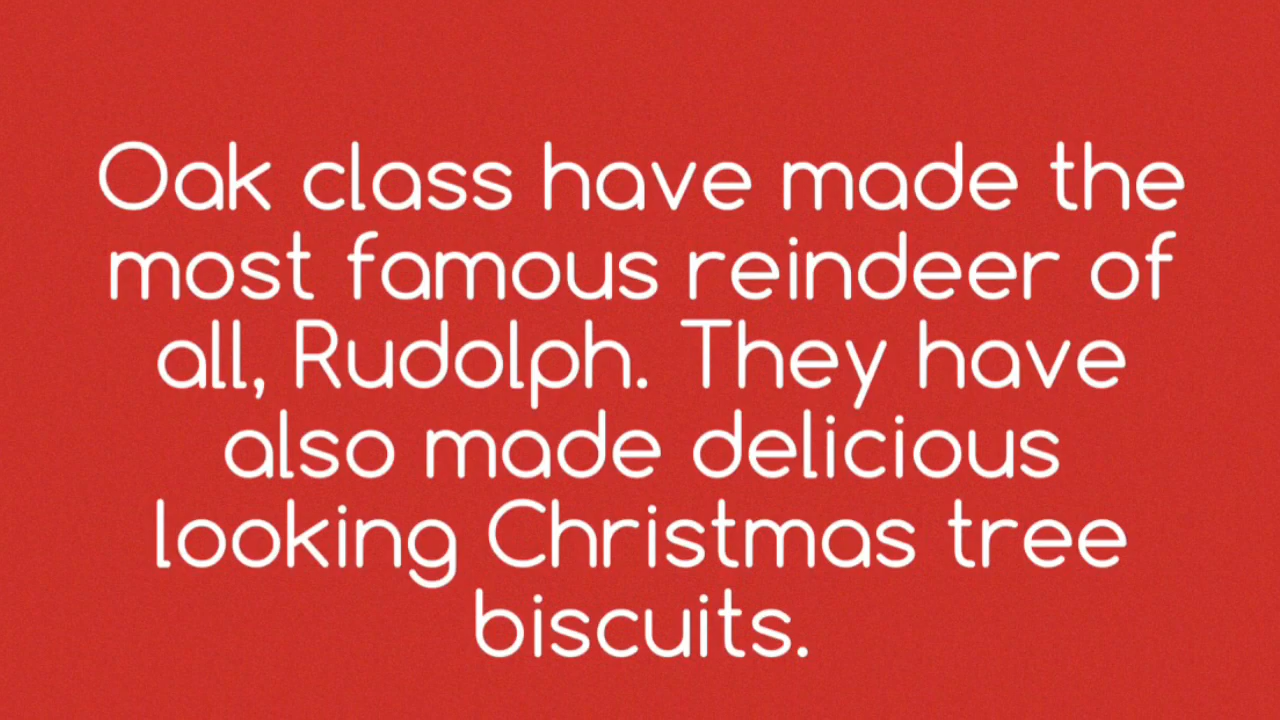 Oak class have made the
most famous reindeer of
all, Rudolph. They have
also made delicious
looking Christmas tree
biscuits.